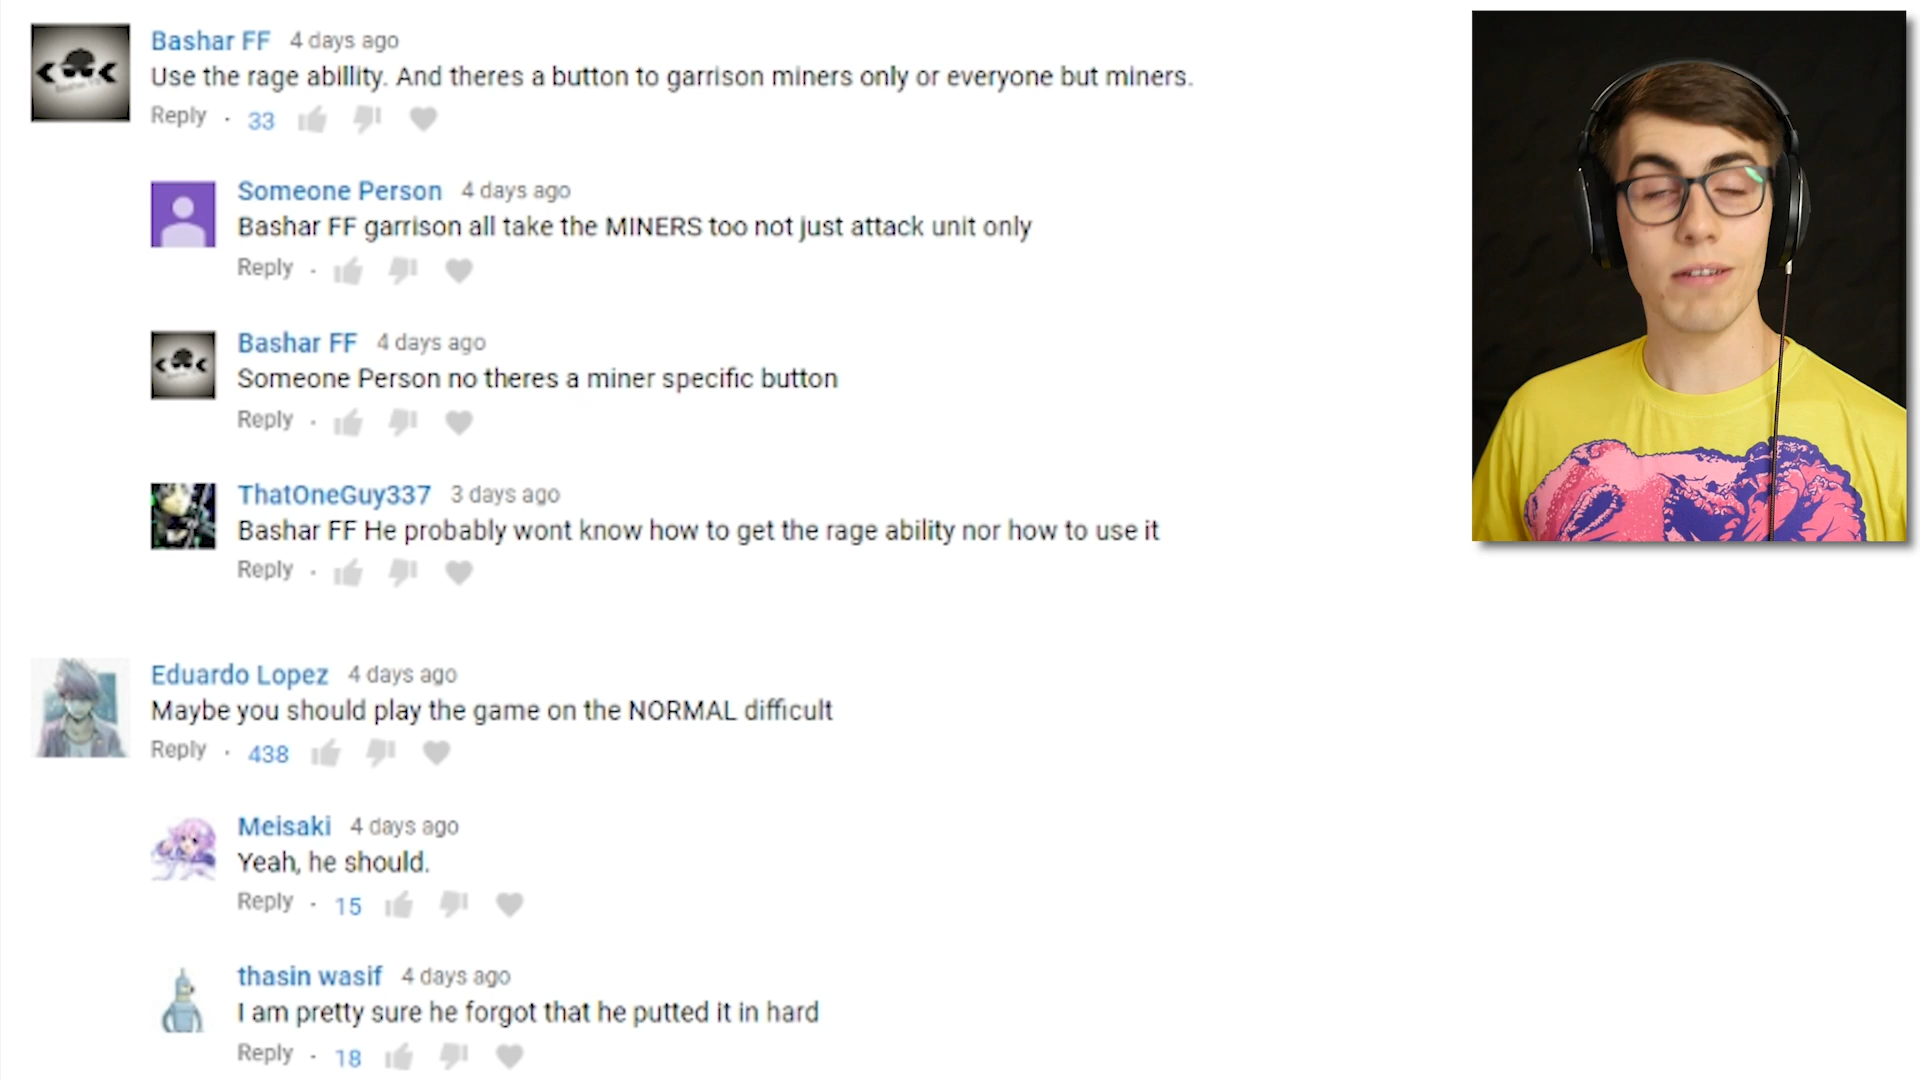 Bashar FF 4 days ago
Use the rage abillity. And theres a button to garrison miners only or everyone but miners.
Reply · 33
Someone Person 4 days ago
Bashar FF garrison all take the MINERS too not just attack unit only
Reply ·
Bashar FF 4 days ago
Someone Person no theres a miner specific button
Reply ·
ThatOneGuy337 3 days ago
Bashar FF He probably wont know how to get the rage ability nor how to use it
Reply ·
Eduardo Lopez 4 days ago
Maybe you should play the game on the NORMAL difficult
Reply · 438
Meisaki 4 days ago
Yeah, he should.
Reply · 15
thasin wasif 4 days ago
I am pretty sure he forgot that he putted it in hard
Reply · 18